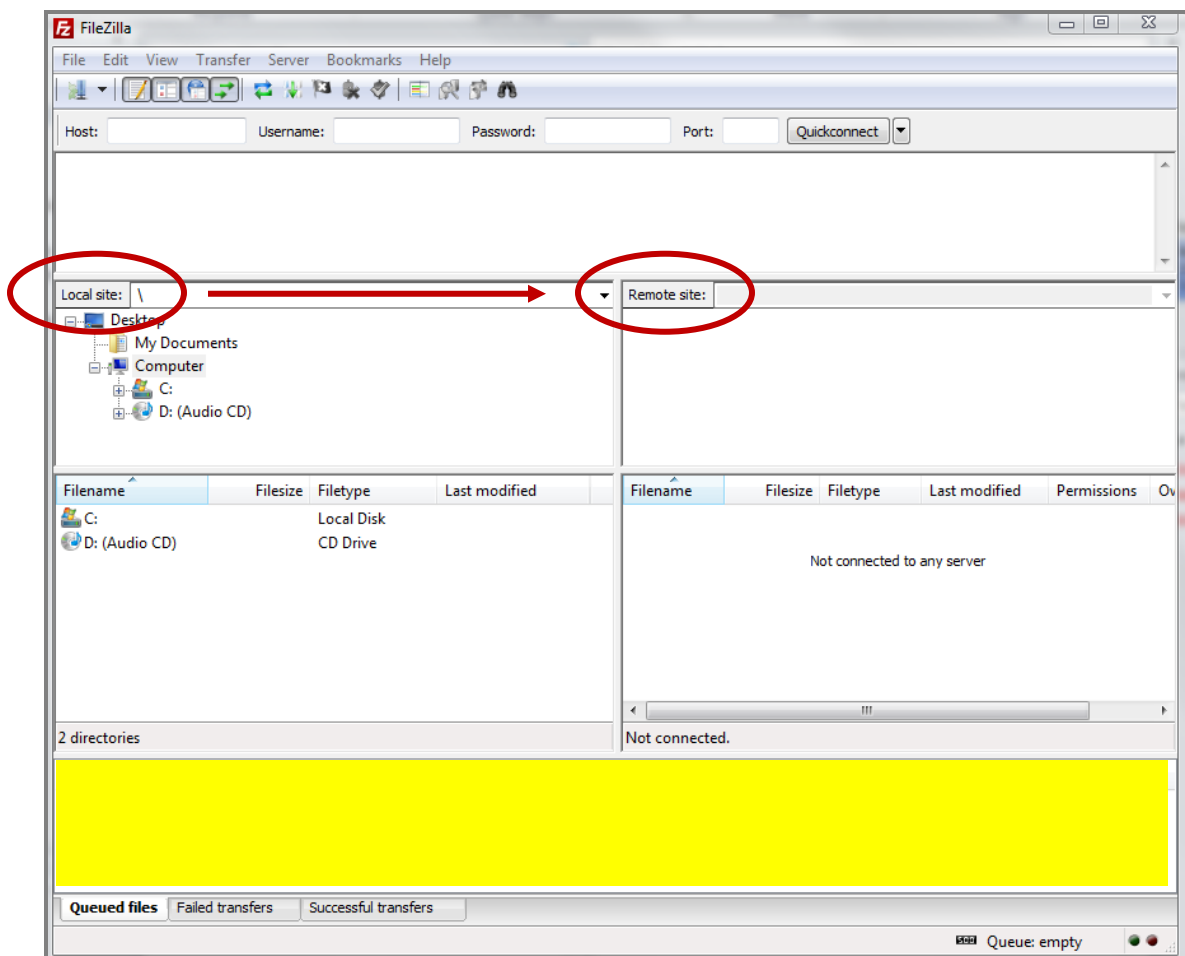 FileZilla
File Edit View Transfer Server Bookmarks Help
Host: Username: Password: Port: Quickconnect
Local site: \ Remote site:
Desktop
My Documents
Computer
C:
D: (Audio CD)
Filename Filesize Filetype Last modified Filename Filesize Filetype Last modified Permissions Ow
C: Local Disk
D: (Audio CD) CD Drive
Not connected to any server
2 directories Not connected.
Queued files Failed transfers Successful transfers
Queue: empty